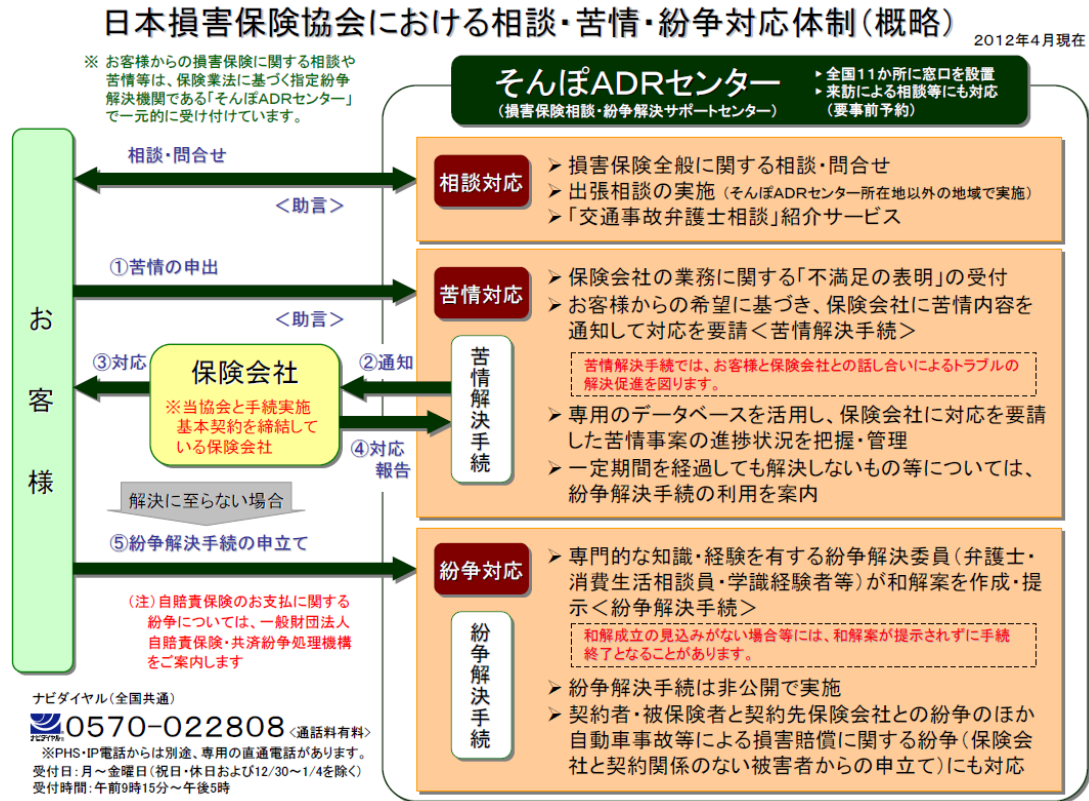 日本損害保険協会における相談・苦情・紛争対応体制（概略）
2012年4月現在
※ お客様からの損害保険に関する相談や
苦情等は、保険業法に基づく指定紛争
解決機関である「そんぽADRセンター」
で一元的に受け付けています。
そんぽADRセンター
（損害保険相談・紛争解決サポートセンター）
▶全国11か所に窓口を設置
▶来訪による相談等にも対応
（要事前予約）
お客様
相談・問合せ
＜助言＞
相談対応
➢ 損害保険全般に関する相談・問合せ
➢ 出張相談の実施（そんぽADRセンター所在地以外の地域で実施）
➢ 「交通事故弁護士相談」紹介サービス
①苦情の申出
＜助言＞
苦情対応
➢ 保険会社の業務に関する「不満足の表明」の受付
➢ お客様からの希望に基づき、保険会社に苦情内容を
通知して対応を要請＜苦情解決手続＞
苦情解決手続では、お客様と保険会社との話し合いによるトラブルの
解決促進を図ります。
➢ 専用のデータベースを活用し、保険会社に対応を要請
した苦情事案の進捗状況を把握・管理
➢ 一定期間を経過しても解決しないもの等については、
紛争解決手続の利用を案内
苦情解決手続
③対応
保険会社
※当協会と手続実施
基本契約を締結して
いる保険会社
②通知
④対応
報告
解決に至らない場合
⑤紛争解決手続の申立て
紛争対応
➢ 専門的な知識・経験を有する紛争解決委員（弁護士・
消費生活相談員・学識経験者等）が和解案を作成・提
示＜紛争解決手続＞
和解成立の見込みがない場合等には、和解案が提示されずに手続
終了となることがあります。
➢ 紛争解決手続は非公開で実施
➢ 契約者・被保険者と契約先保険会社との紛争のほか
自動車事故等による損害賠償に関する紛争（保険会
社と契約関係のない被害者からの申立て）にも対応
紛争解決手続
（注）自賠責保険のお支払に関する
紛争については、一般財団法人
自賠責保険・共済紛争処理機構
をご案内します
ナビダイヤル（全国共通）
ナビダイヤル 0570-022808＜通話料有料＞
※PHS・IP電話からは別途、専用の直通電話があります。
受付日：月～金曜日（祝日・休日および12/30～1/4を除く）
受付時間：午前9時15分～午後5時